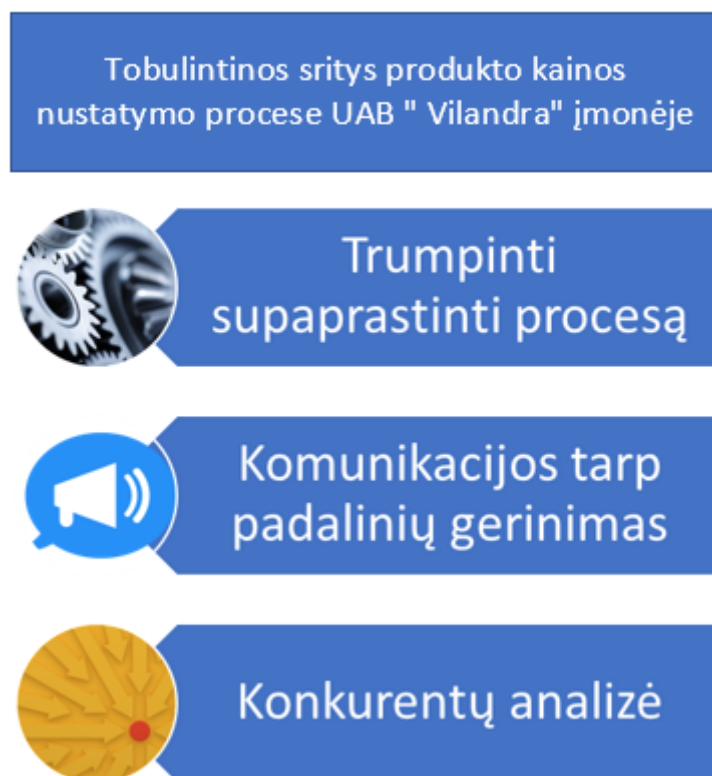 Tobulintinos sritys produkto kainos
nustatymo procese UAB " Vilandra" įmonėje
Trumpinti
supaprastinti procesą
Komunikacijos tarp
padalinių gerinimas
Konkurentų analizė